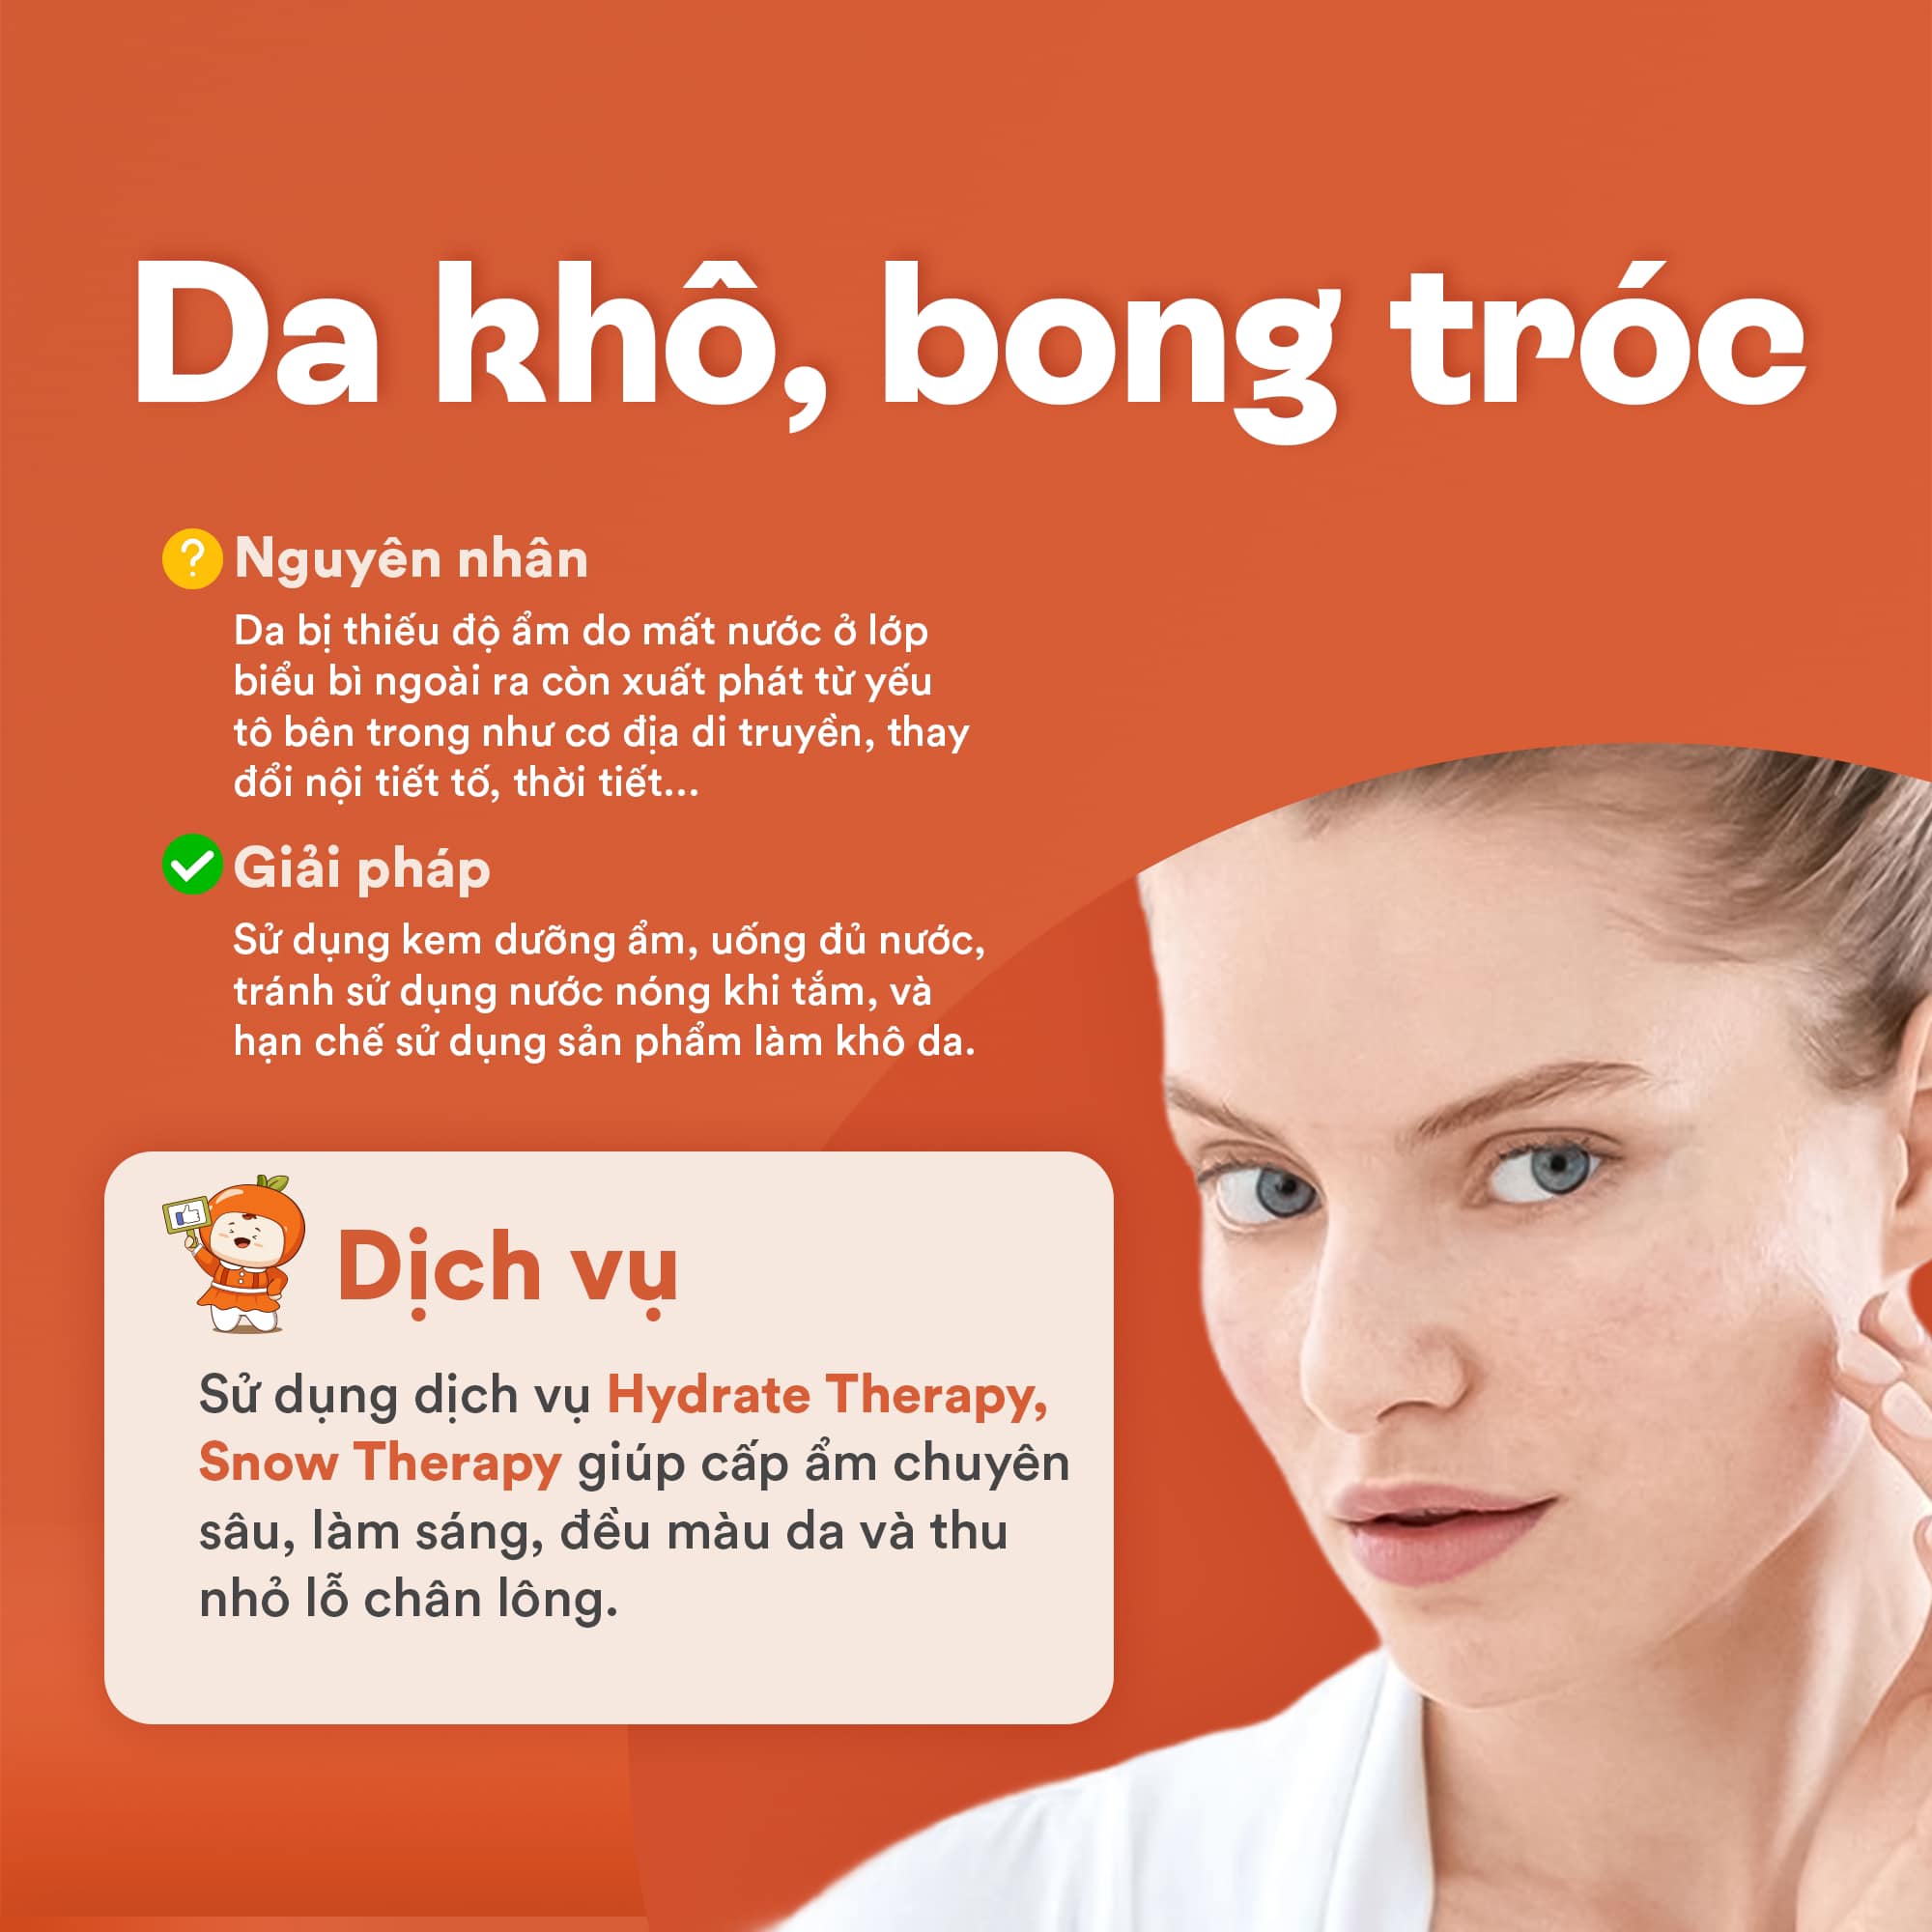 Da khô, bong tróc
?
Nguyên nhân
Da bị thiếu độ ẩm do mất nước ở lớp
biểu bì ngoài ra còn xuất phát từ yếu
tô bên trong như cơ địa di truyền, thay
đổi nội tiết tố, thời tiết...
Giải pháp
Sử dụng kem dưỡng ẩm, uống đủ nước,
tránh sử dụng nước nóng khi tắm, và
hạn chế sử dụng sản phẩm làm khô da.
Dịch vụ
Sử dụng dịch vụ Hydrate Therapy,
Snow Therapy giúp cấp ẩm chuyên
sâu, làm sáng, đều màu da và thu
nhỏ lỗ chân lông.